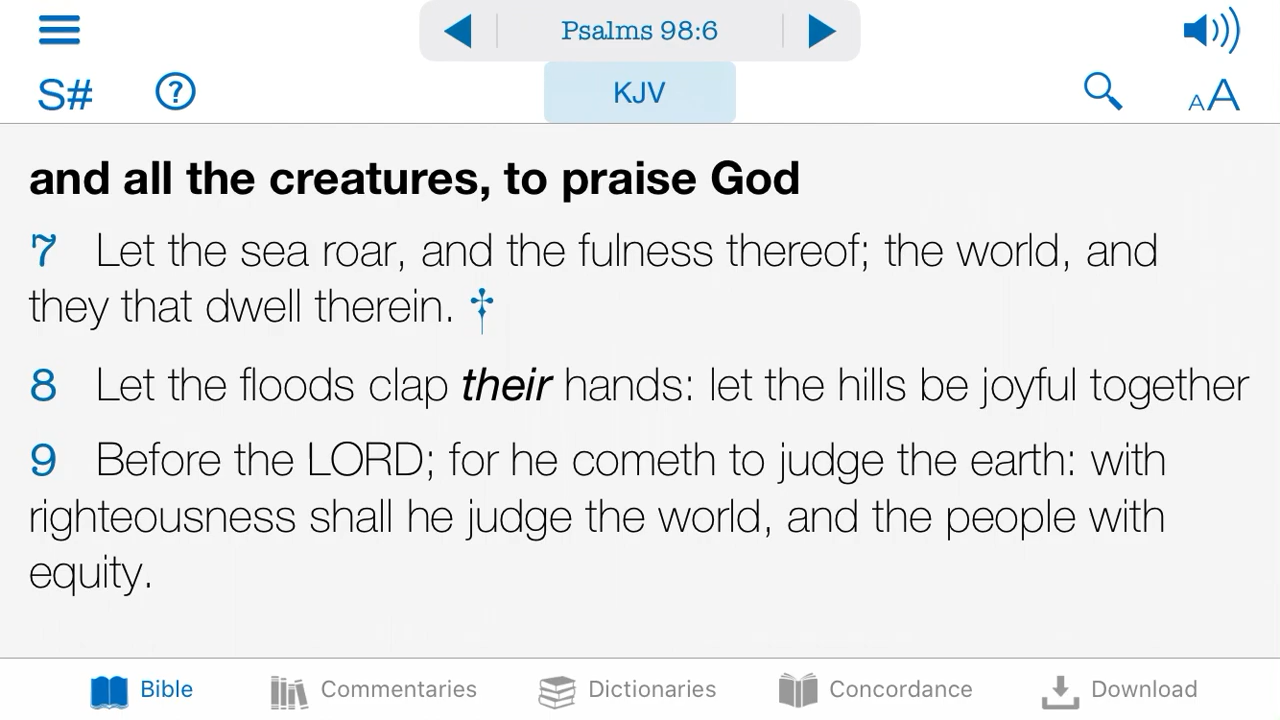 Psalms 98:6
S# ?
KJV
AA
and all the creatures, to praise God
7 Let the sea roar, and the fulness thereof; the world, and
they that dwell therein. †
8 Let the floods clap their hands: let the hills be joyful together
9 Before the LORD; for he cometh to judge the earth: with
righteousness shall he judge the world, and the people with
equity.
Bible Commentaries Dictionaries Concordance Download